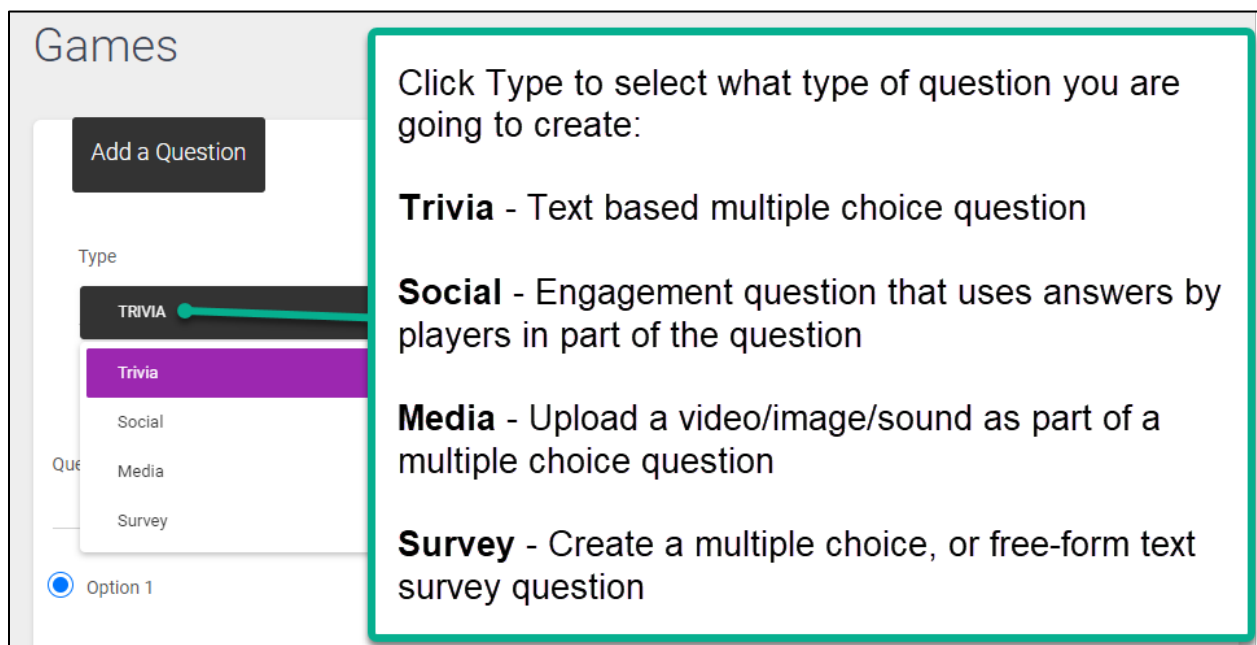 Games
Add a Question
Type
TRIVIA
Trivia
Social
Media
Survey
Que
Option 1
Click Type to select what type of question you are
going to create:
Trivia - Text based multiple choice question
Social - Engagement question that uses answers by
players in part of the question
Media - Upload a video/image/sound as part of a
multiple choice question
Survey - Create a multiple choice, or free-form text
survey question